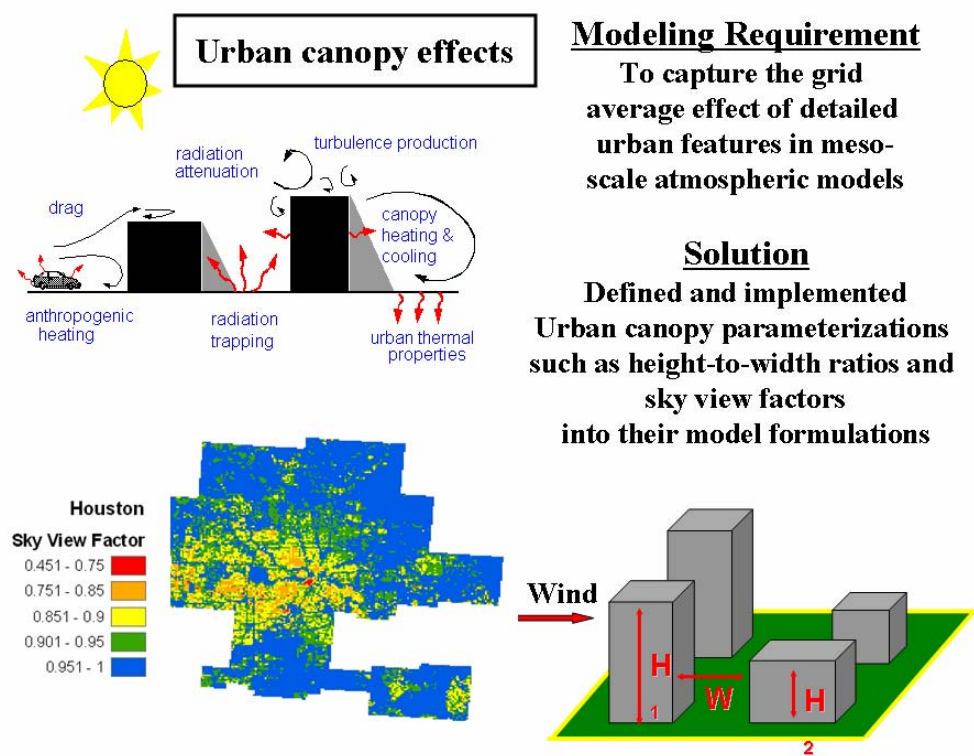 Urban canopy effects
Modeling Requirement
To capture the grid
average effect of detailed
urban features in meso-
scale atmospheric models
turbulence production
radiation
attenuation
drag
canopy
heating &
cooling
anthropogenic
heating
radiation
trapping
urban thermal
properties
Solution
Defined and implemented
Urban canopy parameterizations
such as height-to-width ratios and
sky view factors
into their model formulations
Houston
Sky View Factor
0.451 - 0.75
0.751 - 0.85
0.851 - 0.9
0.901 - 0.95
0.951 - 1
Wind
H
1
W
H
2